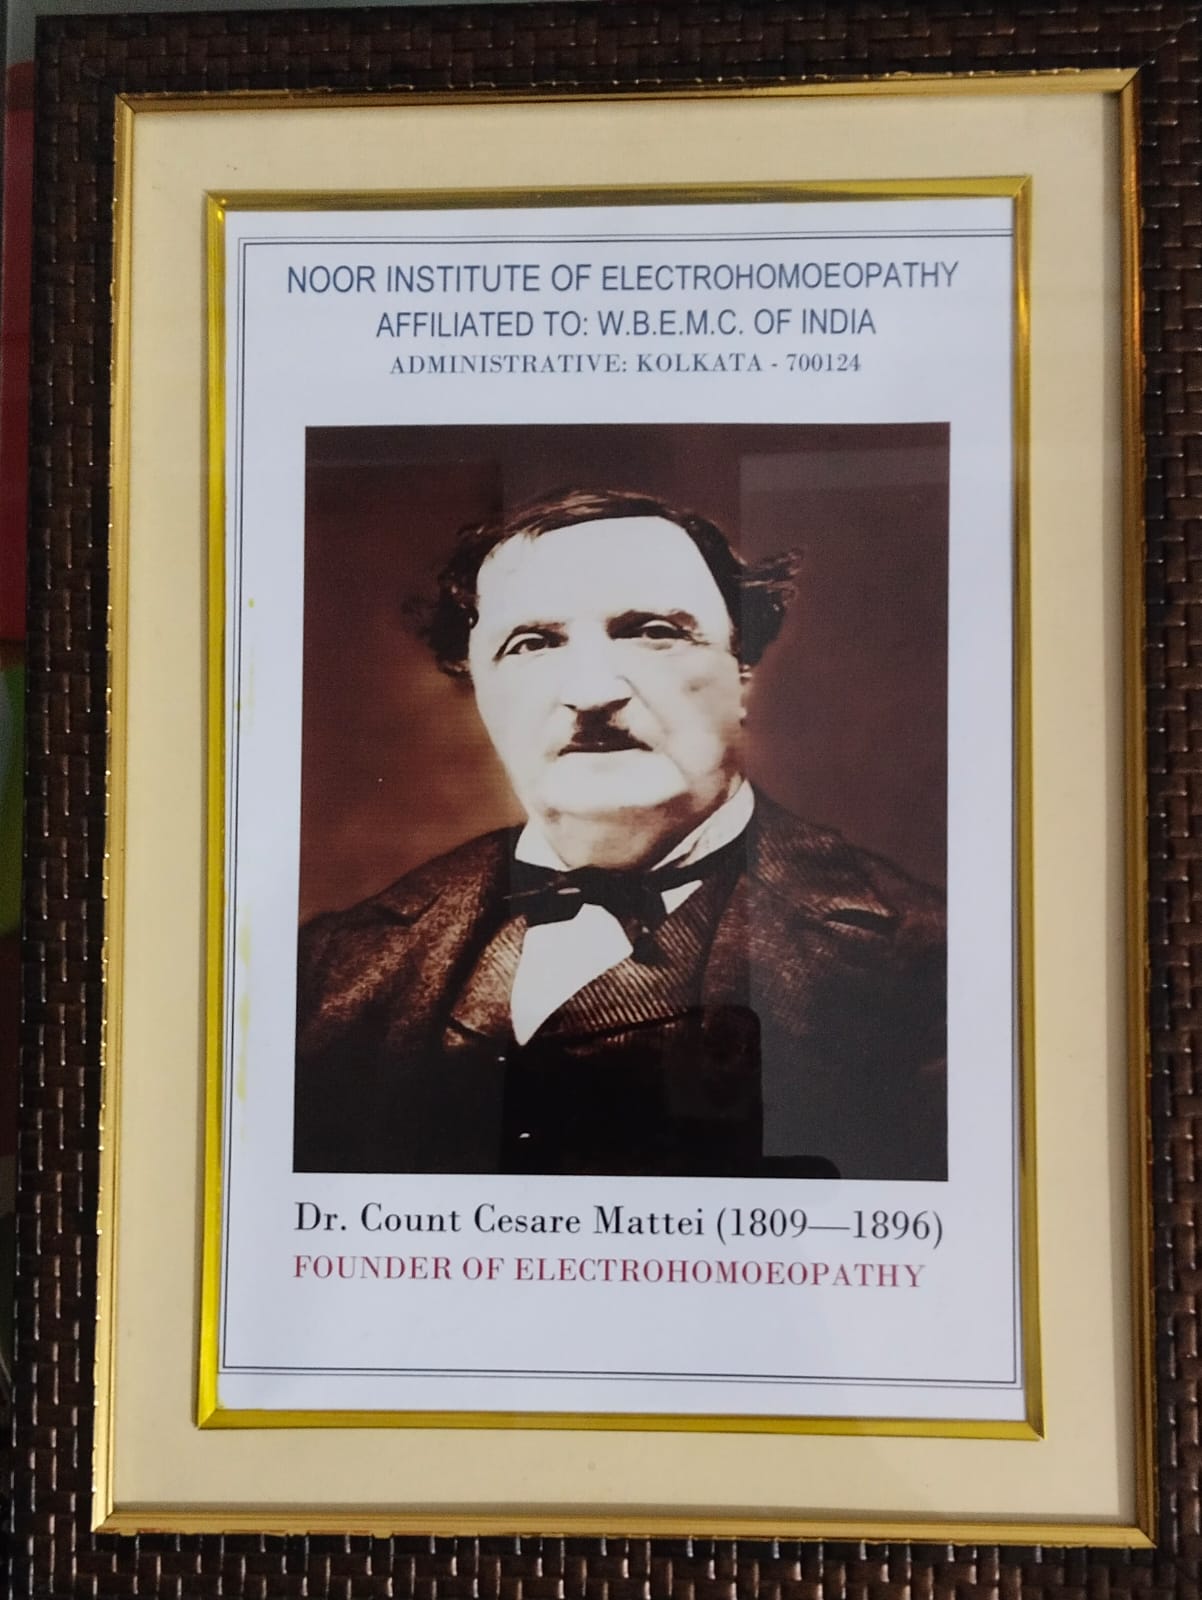 NOOR INSTITUTE OF ELECTROHOMOEOPATHY
AFFILIATED TO: W.B.E.M.C. OF INDIA
ADMINISTRATIVE: KOLKATA - 700124
Dr. Count Cesare Mattei (1809—1896)
FOUNDER OF ELECTROHOMOEOPATHY